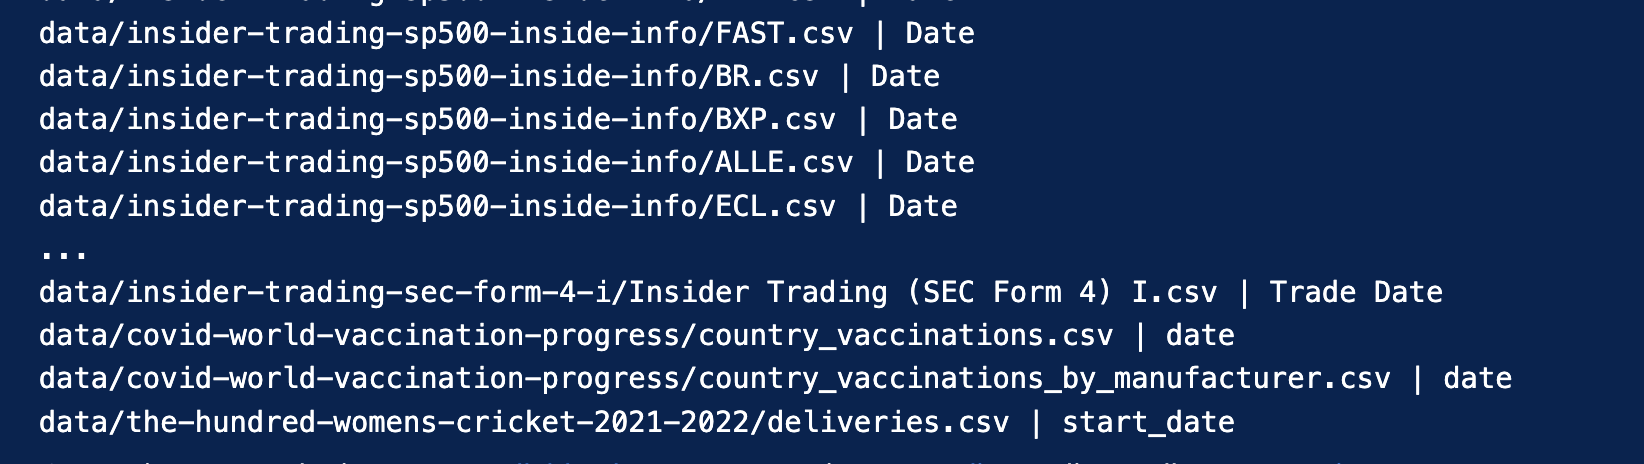 data/insider-trading-sp500-inside-info/FAST.csv | Date
data/insider-trading-sp500-inside-info/BR.csv | Date
data/insider-trading-sp500-inside-info/BXP.csv | Date
data/insider-trading-sp500-inside-info/ALLE.csv | Date
data/insider-trading-sp500-inside-info/ECL.csv | Date
...
data/insider-trading-sec-form-4-i/Insider Trading (SEC Form 4) I.csv | Trade Date
data/covid-world-vaccination-progress/country_vaccinations.csv | date
data/covid-world-vaccination-progress/country_vaccinations_by_manufacturer.csv | date
data/the-hundred-womens-cricket-2021-2022/deliveries.csv | start_date